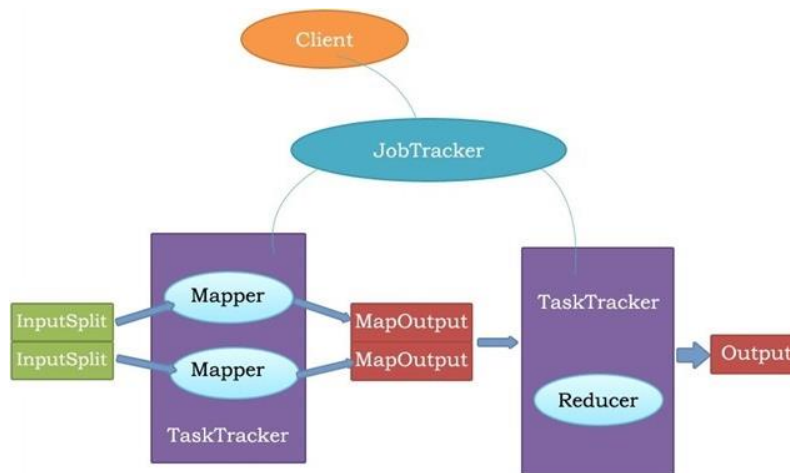 Client
JobTracker
InputSplit
InputSplit
Mapper
Mapper
TaskTracker
MapOutput
MapOutput
TaskTracker
Reducer
Output